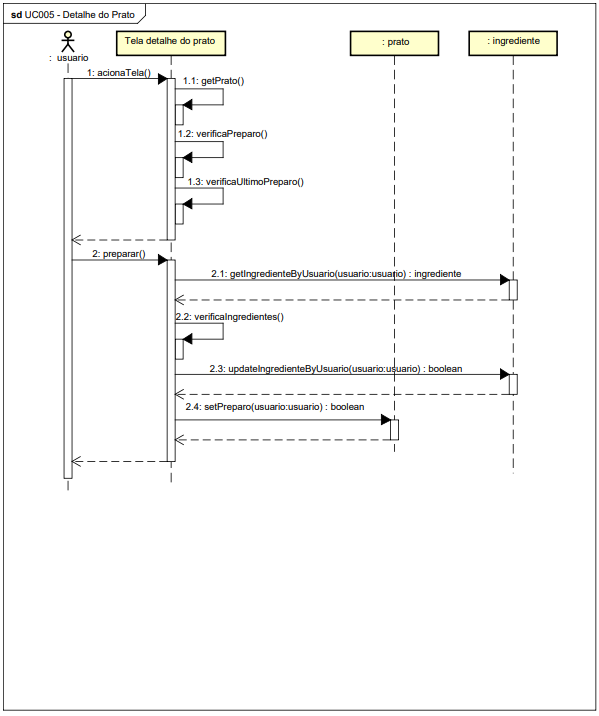 sd UC005 - Detalhe do Prato
: usuario
Tela detalhe do prato
: prato
: ingrediente
1: acionaTela()
1.1: getPrato()
1.2: verificaPreparo()
1.3: verificaUltimoPreparo()
2: preparar()
2.1: getIngredienteByUsuario(usuario:usuario) : ingrediente
2.2: verificaIngredientes()
2.3: updateIngredienteByUsuario(usuario:usuario) : boolean
2.4: setPreparo(usuario:usuario) : boolean